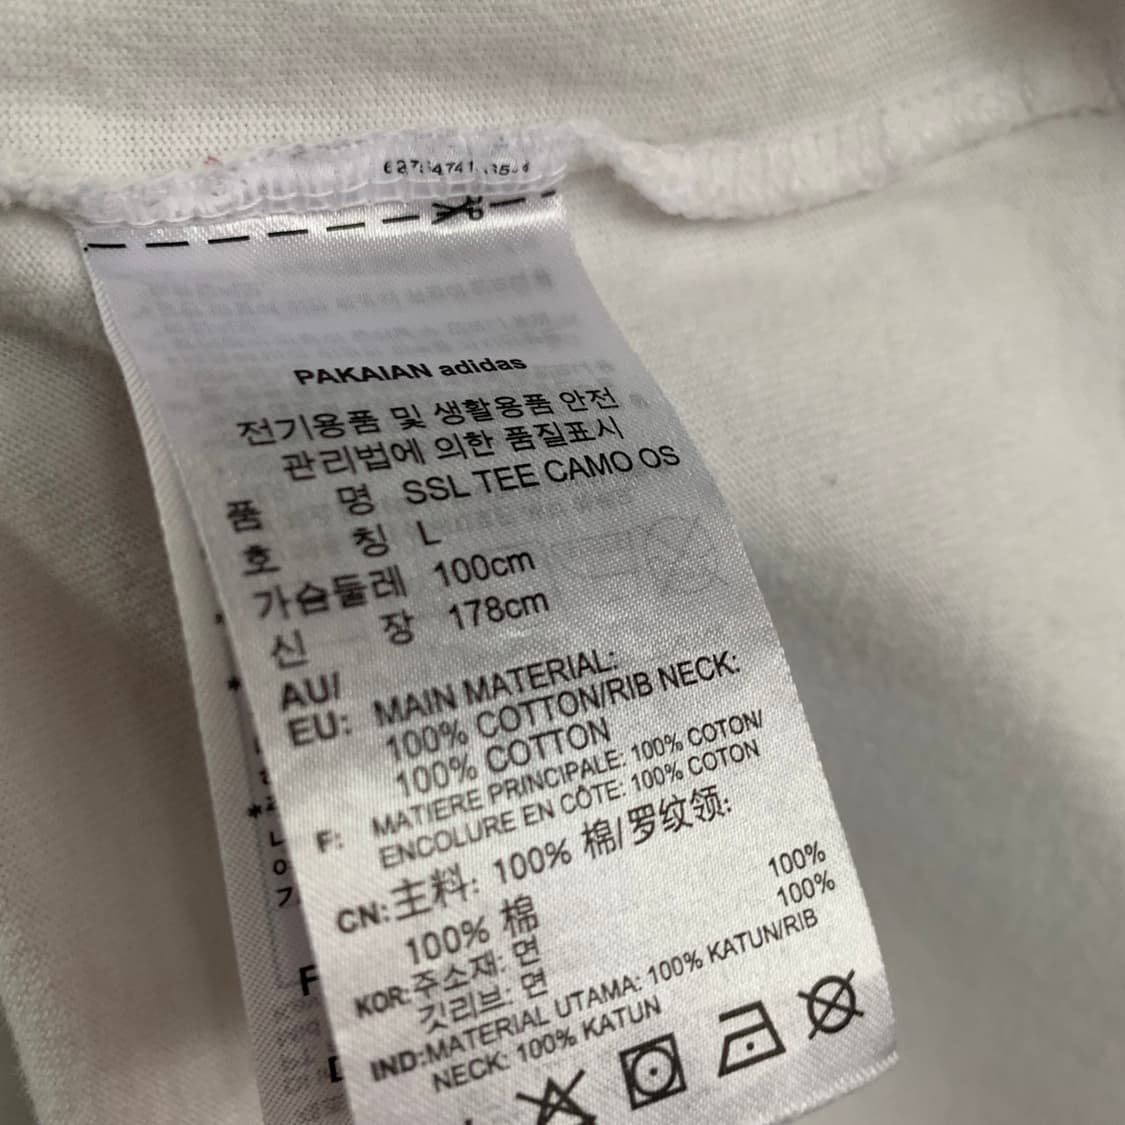 PAKAIAN adidas
전기용품 및 생활용품 안전
관리법에 의한 품질표시
품 명 SSL TEE CAMO OS
호 칭 L
가슴둘레 100cm
신 장 178cm
AU/
EU: MAIN MATERIAL:
100% COTTON/RIB NECK:
100% COTTON
F: MATIERE PRINCIPALE: 100% COTON/
ENCOLURE EN CÔTE: 100% COTON
CN:主料: 100% 棉/罗纹领:
100% 棉
KOR:주소재: 면 100%
깃리브: 면 100%
IND:MATERIAL UTAMA: 100% KATUN/RIB
NECK: 100% KATUN